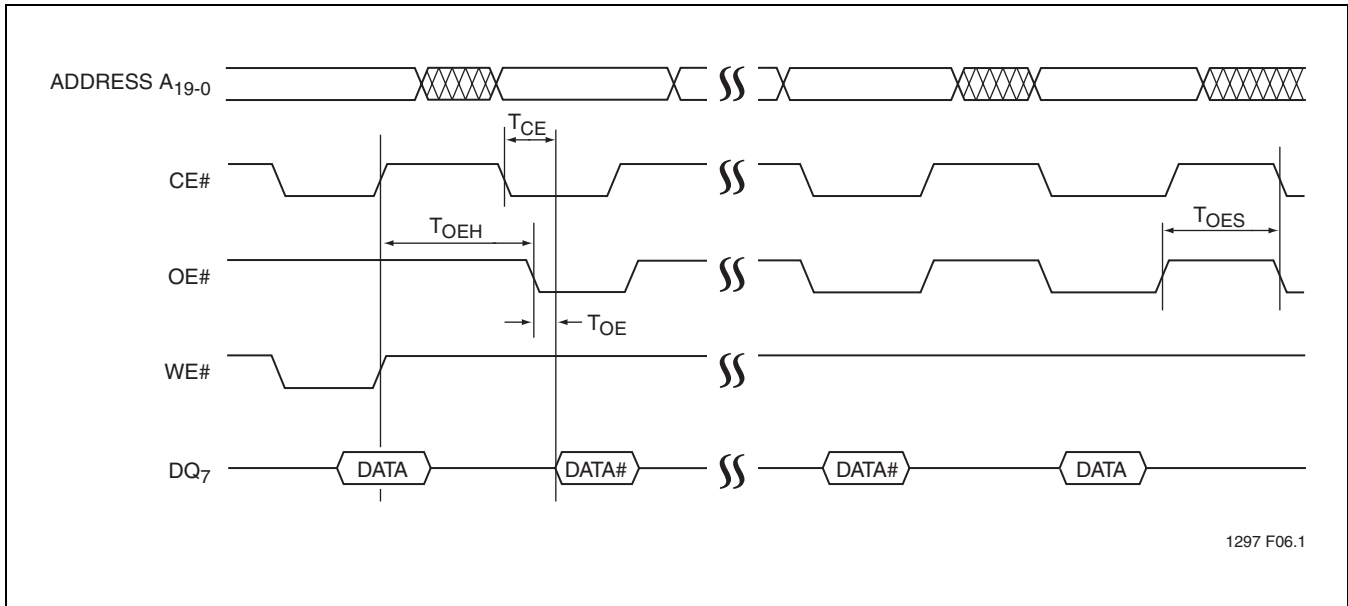 ADDRESS A19-0
TCE
CE#
TOEH
TOES
OE#
TOE
WE#
DQ7
DATA
DATA#
DATA#
DATA
1297 F06.1